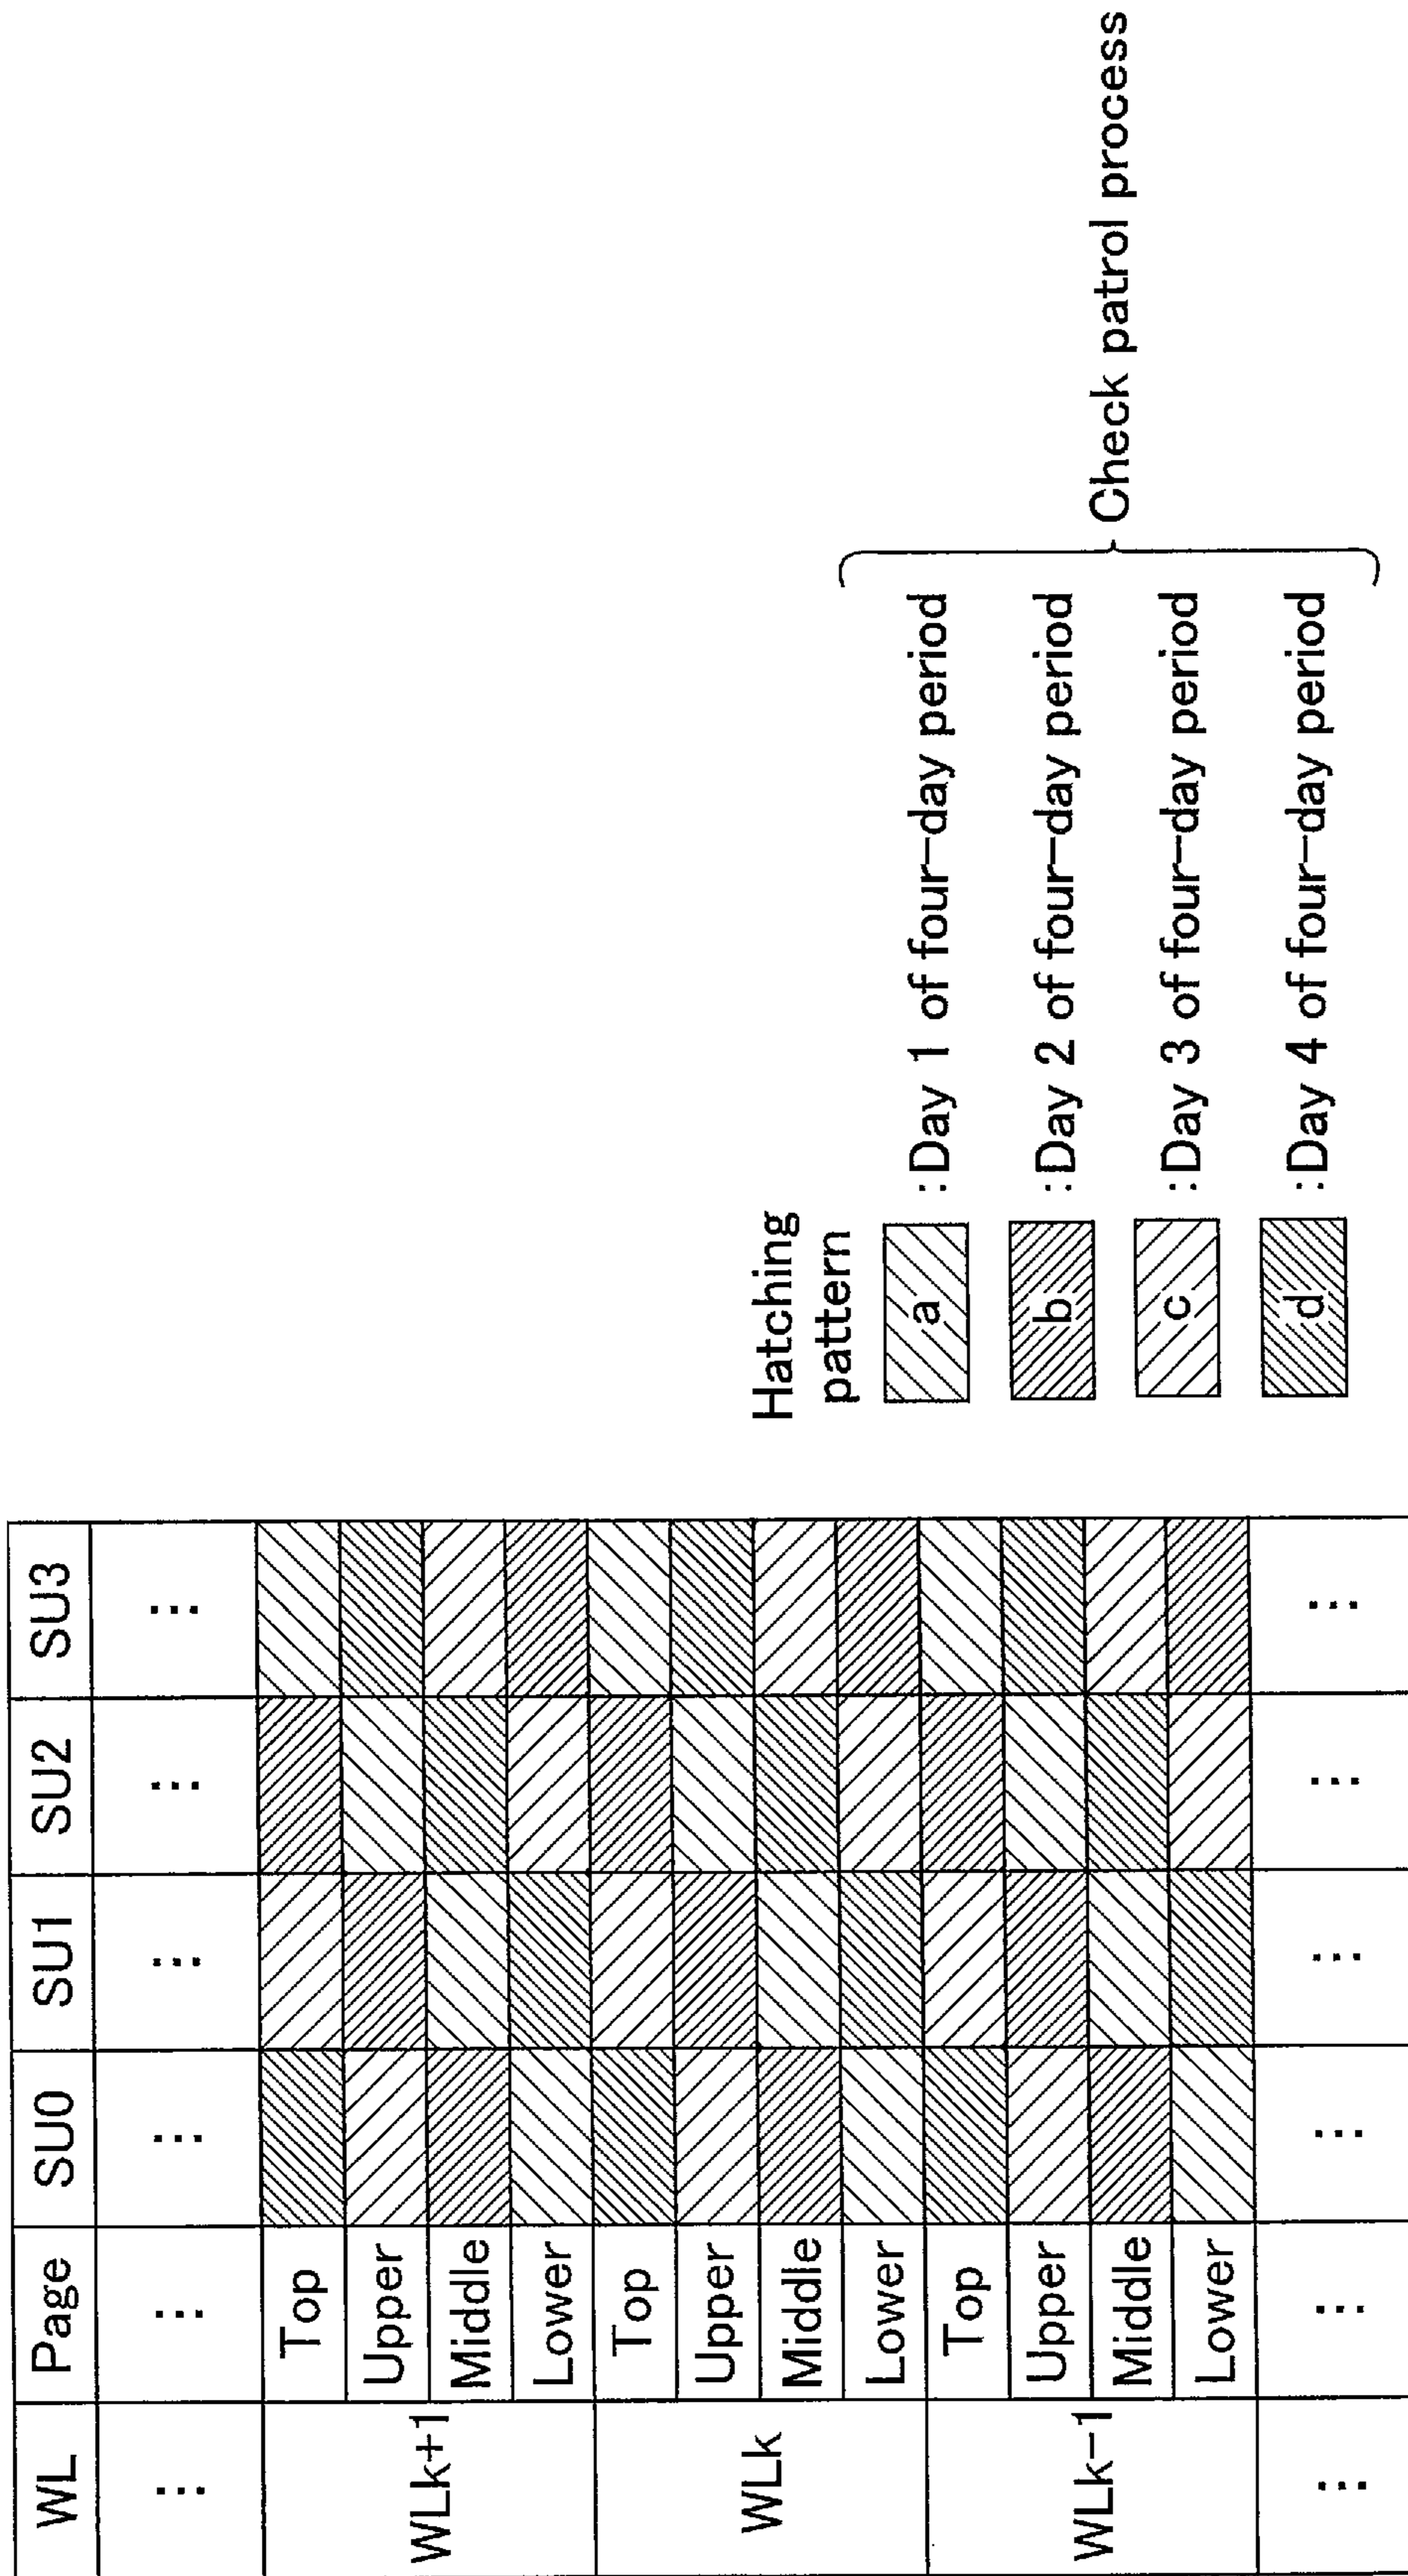 WL Page SU0 SU1 SU2 SU3
... ... ... ... ... ...
WLk+1
Top
Upper
Middle
Lower
WLk
Top
Upper
Middle
Lower
WLk-1
Top
Upper
Middle
Lower
... ... ... ... ... ...
Hatching
pattern
a :Day 1 of four-day period
b :Day 2 of four-day period
c :Day 3 of four-day period
d :Day 4 of four-day period
Check patrol process